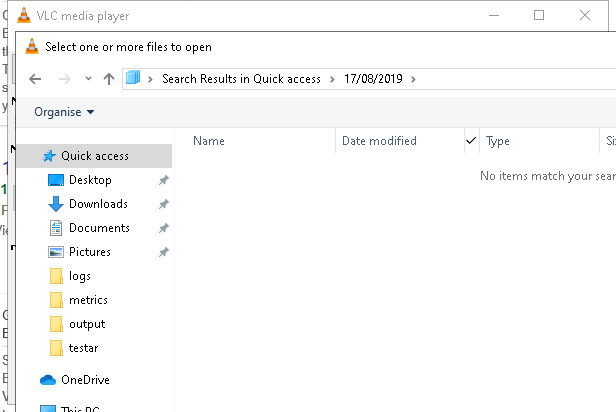 VLC media player
Select one or more files to open
Search Results in Quick access > 17/08/2019 >
Organise
Name Date modified Type
No items match your sear
Quick access
Desktop
Downloads
Documents
Pictures
logs
metrics
output
testar
OneDrive
This PC